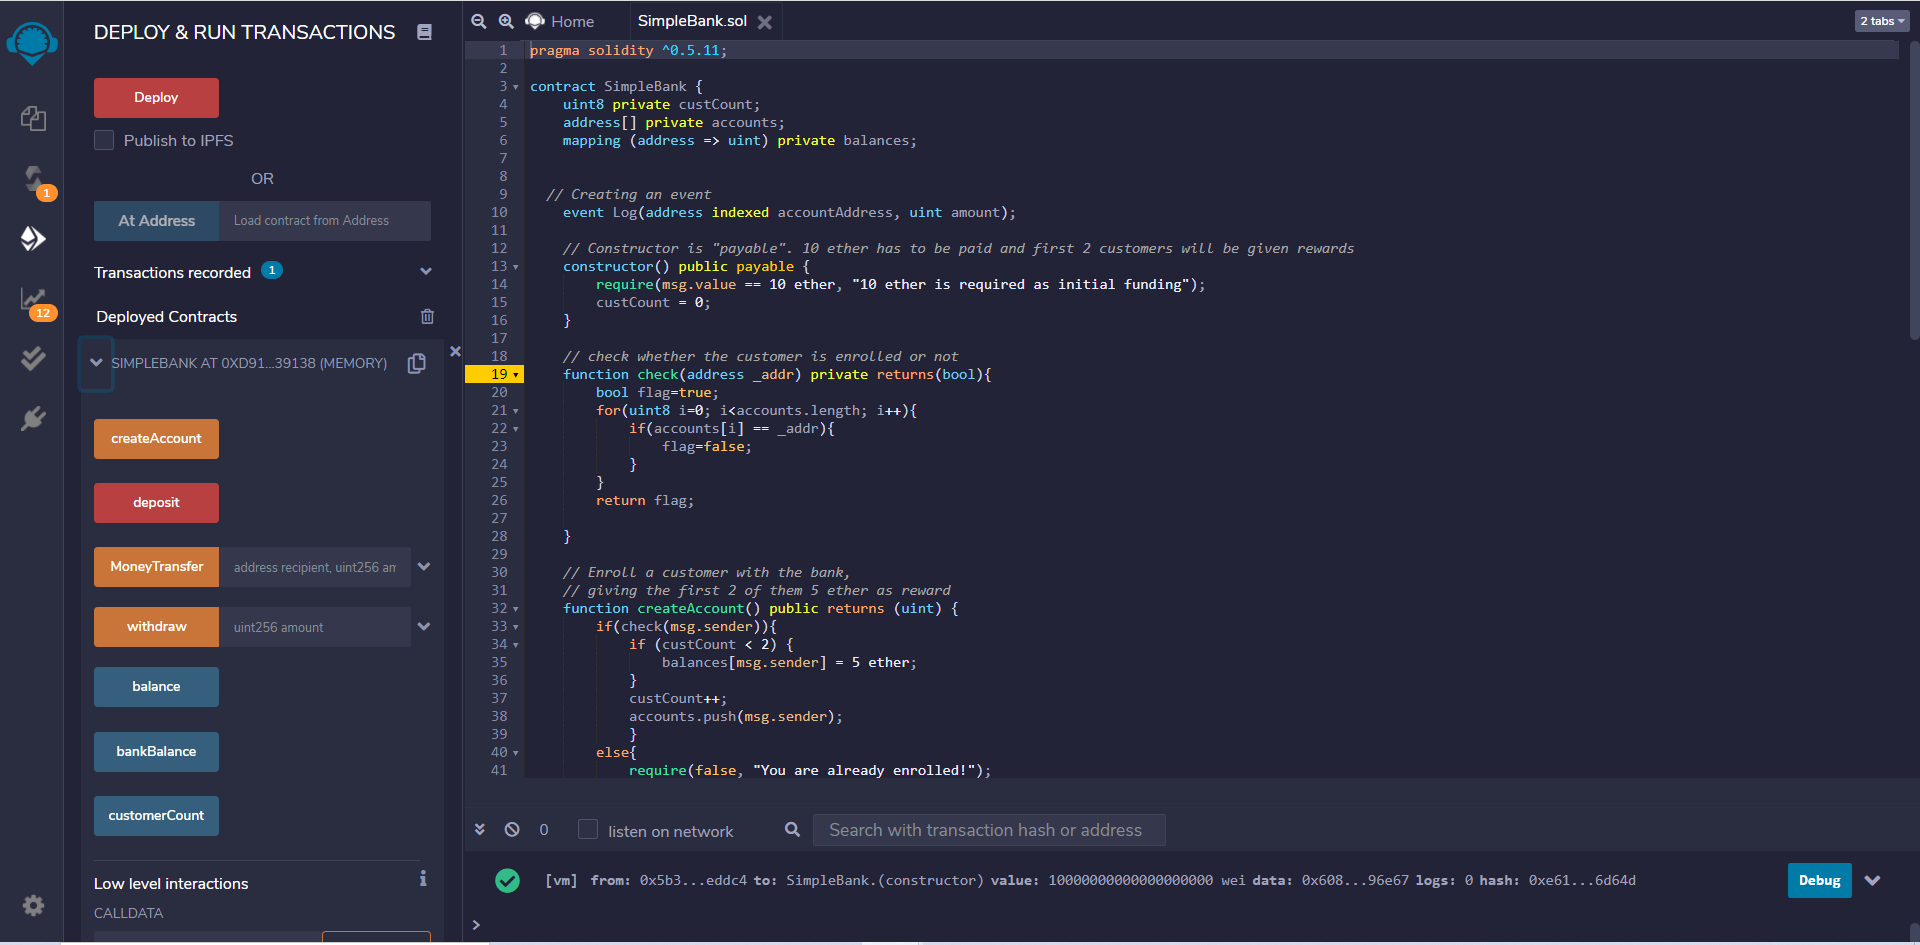 DEPLOY & RUN TRANSACTIONS
Deploy
Publish to IPFS
OR
At Address
Load contract from Address
Transactions recorded 1
Deployed Contracts
SIMPLEBANK AT 0XD91...39138 (MEMORY)
createAccount
deposit
MoneyTransfer
address recipient, uint256 am
withdraw
uint256 amount
balance
bankBalance
customerCount
Low level interactions
i
CALLDATA
1
12
Home
SimpleBank.sol
2 tabs
1 pragma solidity ^0.5.11;
2
3 contract SimpleBank {
4 uint8 private custCount;
5 address[] private accounts;
6 mapping (address => uint) private balances;
7
8
9 // Creating an event
10 event Log(address indexed accountAddress, uint amount);
11
12 // Constructor is "payable". 10 ether has to be paid and first 2 customers will be given rewards
13 constructor() public payable {
14 require(msg.value == 10 ether, "10 ether is required as initial funding");
15 custCount = 0;
16 }
17
18 // check whether the customer is enrolled or not
19 function check(address _addr) private returns(bool){
20 bool flag=true;
21 for(uint8 i=0; i<accounts.length; i++){
22 if(accounts[i] == _addr){
23 flag=false;
24 }
25 }
26 return flag;
27
28 }
29
30 // Enroll a customer with the bank,
31 // giving the first 2 of them 5 ether as reward
32 function createAccount() public returns (uint) {
33 if(check(msg.sender)){
34 if (custCount < 2) {
35 balances[msg.sender] = 5 ether;
36 }
37 custCount++;
38 accounts.push(msg.sender);
39 }
40 else{
41 require(false, "You are already enrolled!");
0
listen on network
Search with transaction hash or address
[vm] from: 0x5b3...eddc4 to: SimpleBank.(constructor) value: 10000000000000000000 wei data: 0x608...96e67 logs: 0 hash: 0xe61...6d64d
Debug
>